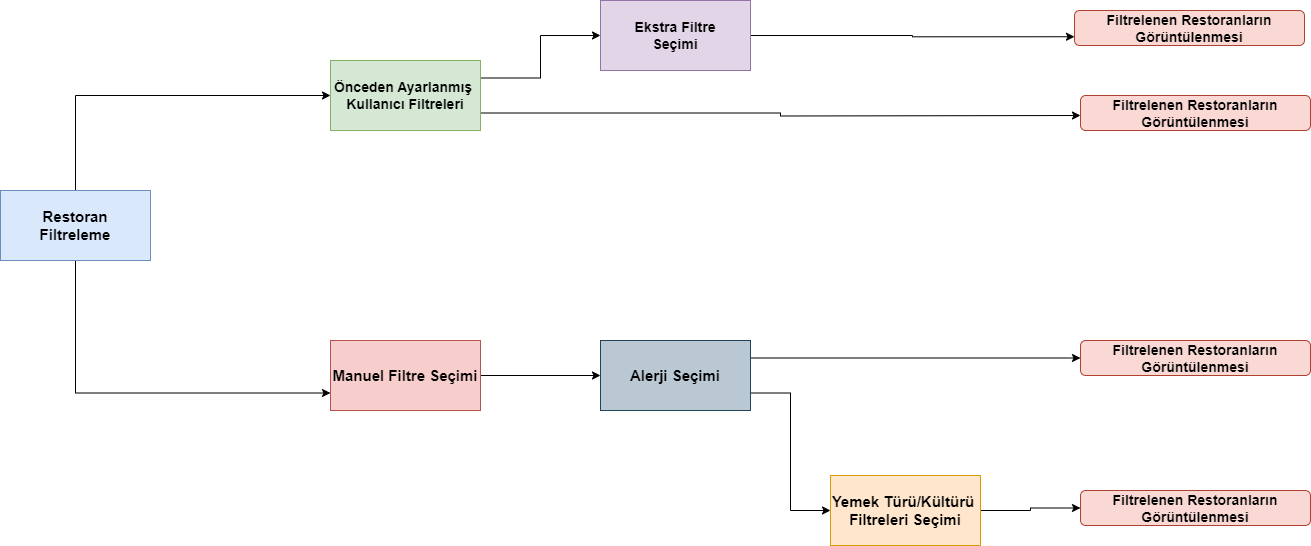 Ekstra Filtre
Seçimi
Filtrelenen Restoranların
Görüntülenmesi
Önceden Ayarlanmış
Kullanıcı Filtreleri
Filtrelenen Restoranların
Görüntülenmesi
Restoran
Filtreleme
Manuel Filtre Seçimi
Alerji Seçimi
Filtrelenen Restoranların
Görüntülenmesi
Yemek Türü/Kültürü
Filtreleri Seçimi
Filtrelenen Restoranların
Görüntülenmesi